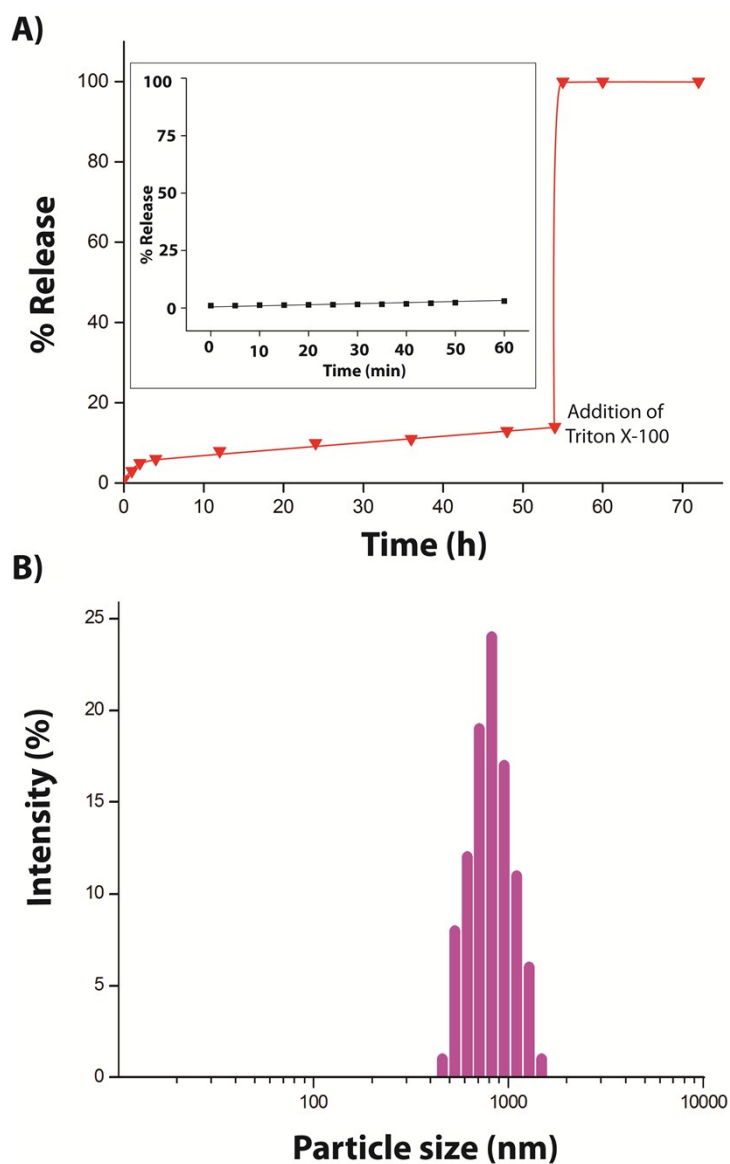 A)
% Release
100
80
60
40
20
0
% Release
100
75
50
25
0
0 10 20 30 40 50 60
Time (min)
Addition of
Triton X-100
0 10 20 30 40 50 60 70
Time (h)
B)
Intensity (%)
25
20
15
10
5
0
100 1000 10000
Particle size (nm)